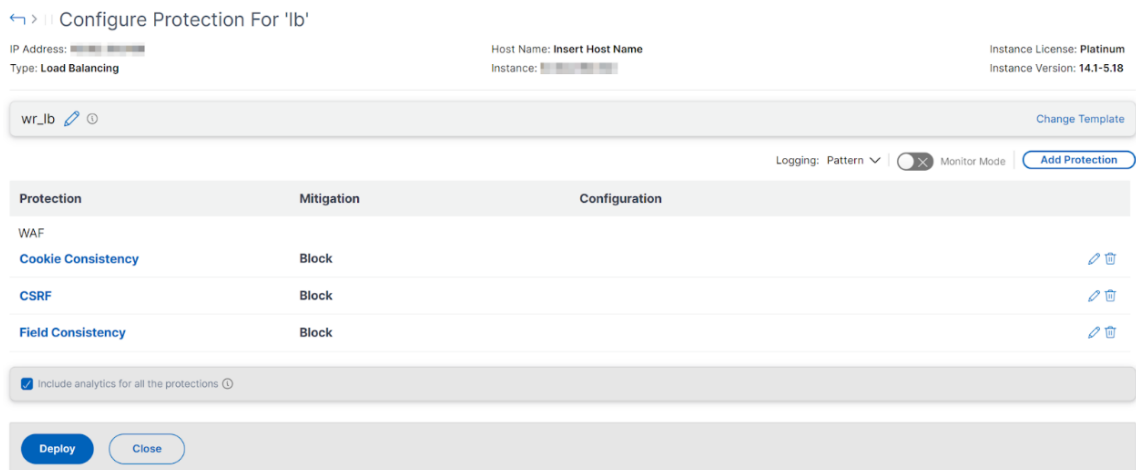 Configure Protection For 'lb'
IP Address:
Host Name: Insert Host Name
Instance License: Platinum
Type: Load Balancing
Instance:
Instance Version: 14.1-5.18
wr_lb
Change Template
Logging: Pattern
Monitor Mode
Add Protection
Protection Mitigation Configuration
WAF
Cookie Consistency Block
CSRF Block
Field Consistency Block
Include analytics for all the protections
Deploy Close